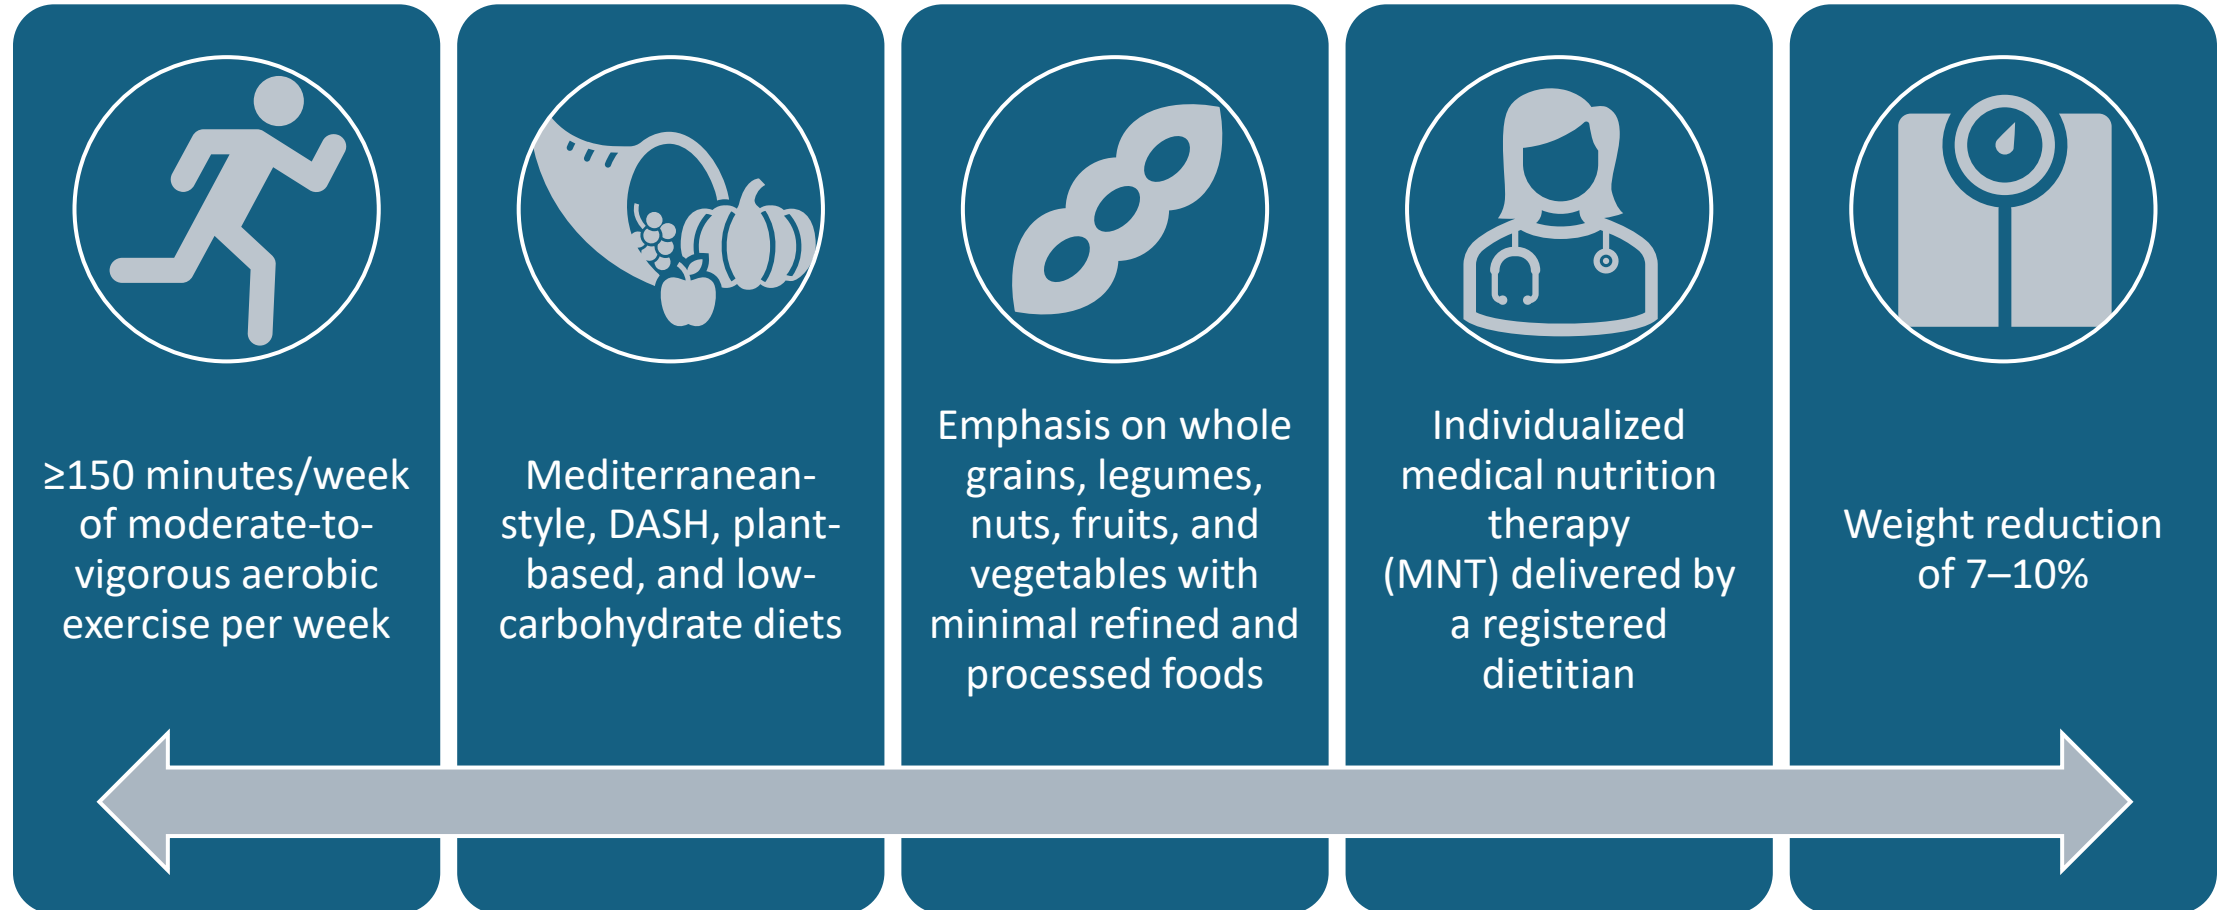 ≥150 minutes/week
of moderate-to-
vigorous aerobic
exercise per week
Mediterranean-
style, DASH, plant-
based, and low-
carbohydrate diets
Emphasis on whole
grains, legumes,
nuts, fruits, and
vegetables with
minimal refined and
processed foods
Individualized
medical nutrition
therapy
(MNT) delivered by
a registered
dietitian
Weight reduction
of 7–10%